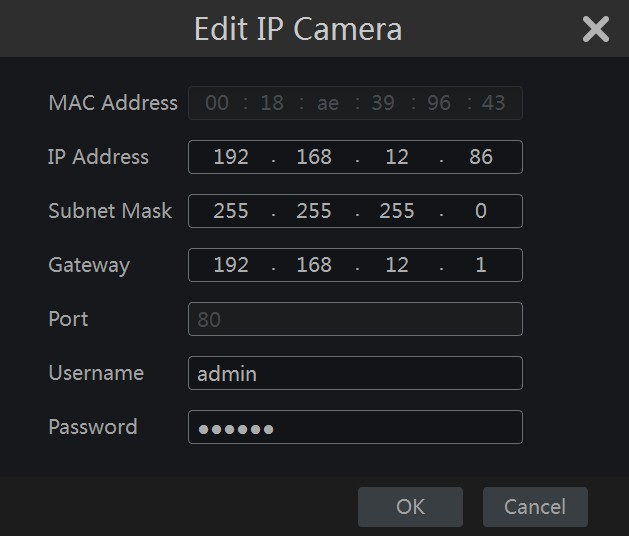 Edit IP Camera
MAC Address 00 : 18 : ae : 39 : 96 : 43
IP Address 192 . 168 . 12 . 86
Subnet Mask 255 . 255 . 255 . 0
Gateway 192 . 168 . 12 . 1
Port 80
Username admin
Password ●●●●●●
OK Cancel